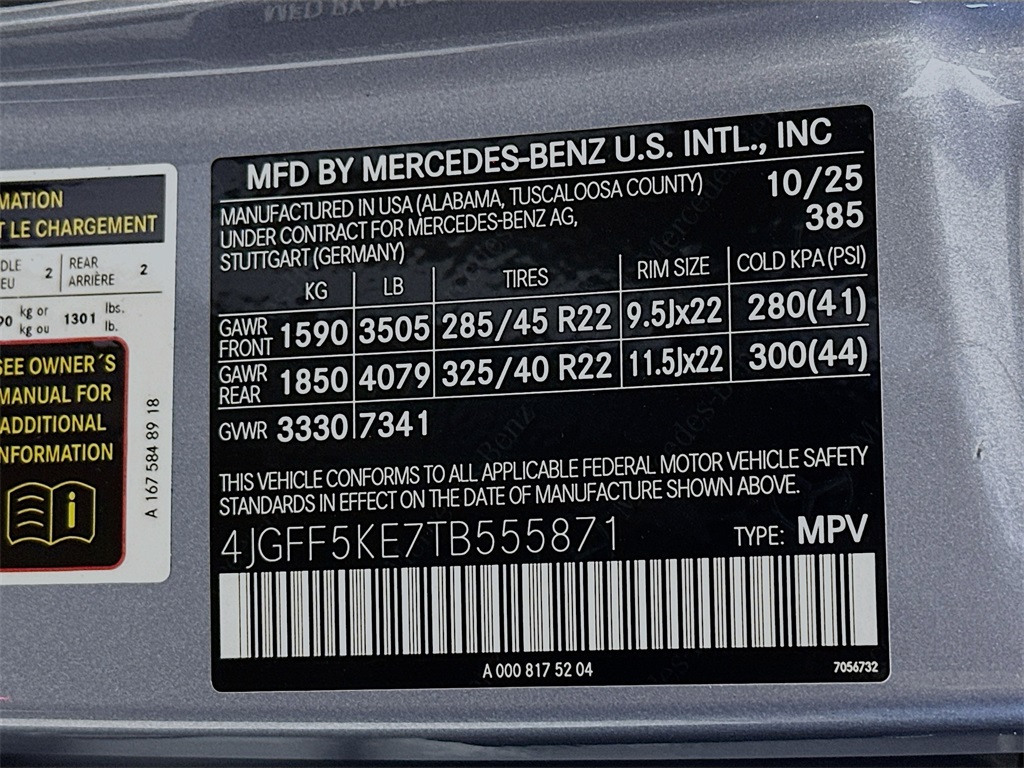 MATION
T LE CHARGEMENT
DLE
EU
2
REAR
ARRIÈRE
2
90 kg or
kg ou
1301 lbs.
lb.
SEE OWNER´S
MANUAL FOR
ADDITIONAL
INFORMATION
i
A 167 584 89 18
MFD BY MERCEDES-BENZ U.S. INTL., INC
MANUFACTURED IN USA (ALABAMA, TUSCALOOSA COUNTY) 10/25
UNDER CONTRACT FOR MERCEDES-BENZ AG, 385
STUTTGART (GERMANY)
KG LB TIRES RIM SIZE COLD KPA (PSI)
GAWR FRONT 1590 3505 285/45 R22 9.5Jx22 280(41)
GAWR REAR 1850 4079 325/40 R22 11.5Jx22 300(44)
GVWR 3330 7341
THIS VEHICLE CONFORMS TO ALL APPLICABLE FEDERAL MOTOR VEHICLE SAFETY
STANDARDS IN EFFECT ON THE DATE OF MANUFACTURE SHOWN ABOVE.
4JGFF5KE7TB555871 TYPE: MPV
A 000 817 52 04 7056732